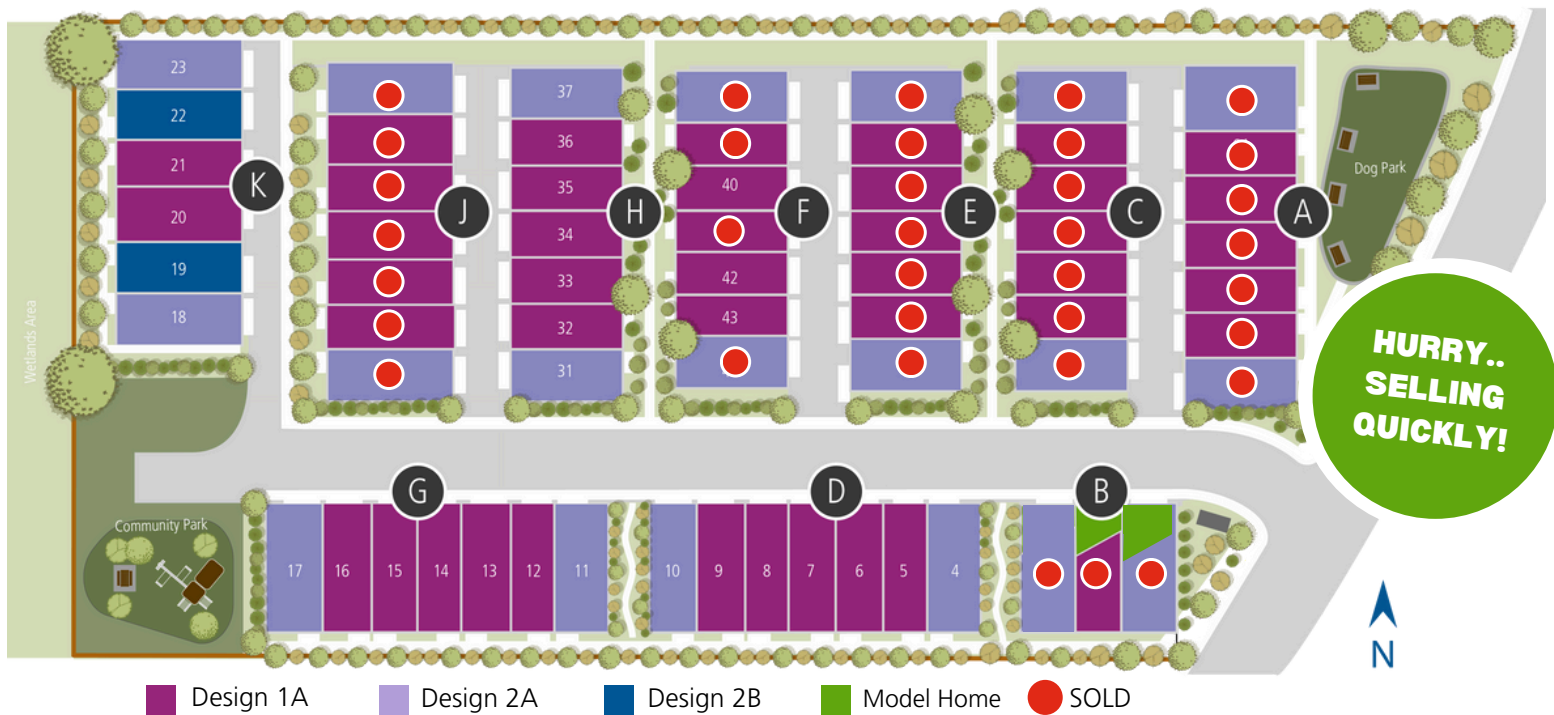 23
22
21
20
19
18
K
J
37
36
35
34
33
32
31
H
40
42
43
F
E
C
A
Dog Park
Wetlands Area
HURRY..
SELLING
QUICKLY!
G
D
B
Community Park
17 16 15 14 13 12 11
10 9 8 7 6 5 4
N
Design 1A
Design 2A
Design 2B
Model Home
SOLD